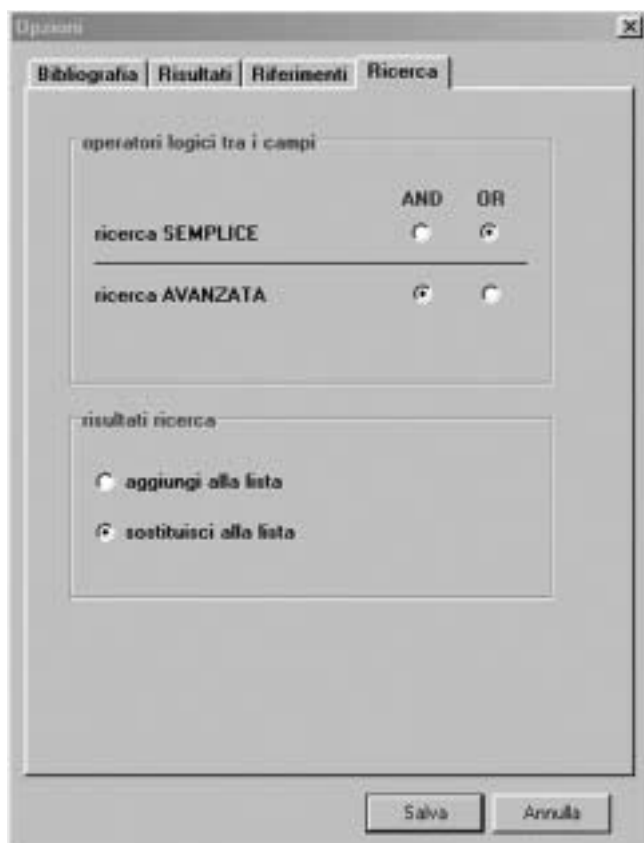 Opzioni
Bibliografia Risultati Riferimenti Ricerca
operatori logici tra i campi
AND OR
ricerca SEMPLICE
ricerca AVANZATA
risultati ricerca
aggiungi alla lista
sostituisci alla lista
Salva Annulla